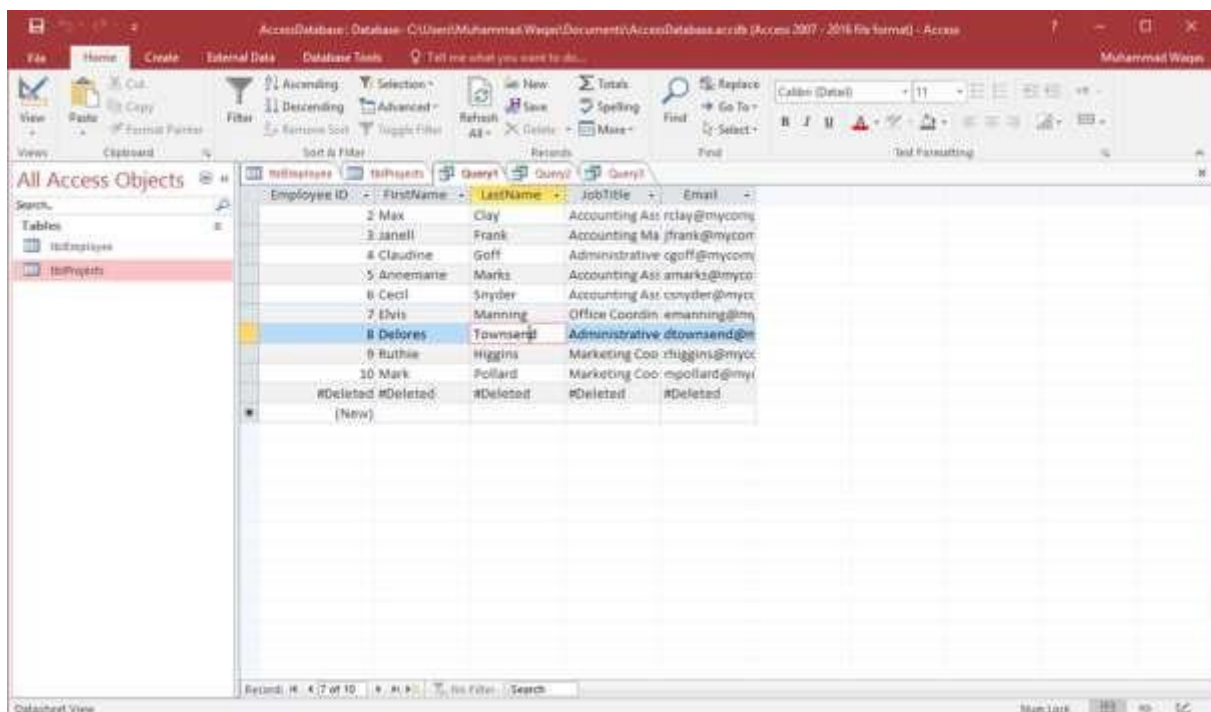 AccessDatabase : Database- C:\Users\Muhammad Waqas\Documents\AccessDatabase.accdb (Access 2007 - 2016 file format) - Access
File Home Create External Data Database Tools Tell me what you want to do... Muhammad Waqas
View Paste Cut Copy Format Painter Filter Ascending Descending Remove Sort Selection Advanced Toggle Filter Refresh All New Save Delete Totals Spelling More Find Replace Go To Select Calibri (Detail) 11
B I U A
Views Clipboard Sort & Filter Records Find Text Formatting
All Access Objects
Search..
Tables
tblEmployee
tblProjects
tblEmployee tblProjects Query1 Query2 Query3
Employee ID FirstName LastName JobTitle Email
2 Max Clay Accounting Ass rclay@mycomp
3 Janell Frank Accounting Ma jfrank@mycom
4 Claudine Goff Administrative cgoff@mycom
5 Annemarie Marks Accounting Ass amarks@myco
6 Cecil Snyder Accounting Ass csnyder@myco
7 Elvis Manning Office Coordin emanning@my
8 Delores Townsend Administrative dtownsend@m
9 Ruthie Higgins Marketing Coo rhiggins@myco
10 Mark Pollard Marketing Coo mpollard@my
#Deleted #Deleted #Deleted #Deleted #Deleted
(New)
Record: 7 of 10 No Filter Search
Datasheet View Num Lock